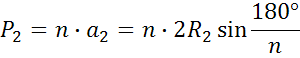 P₂ = n · a₂ = n · 2R₂ sin 180°/n